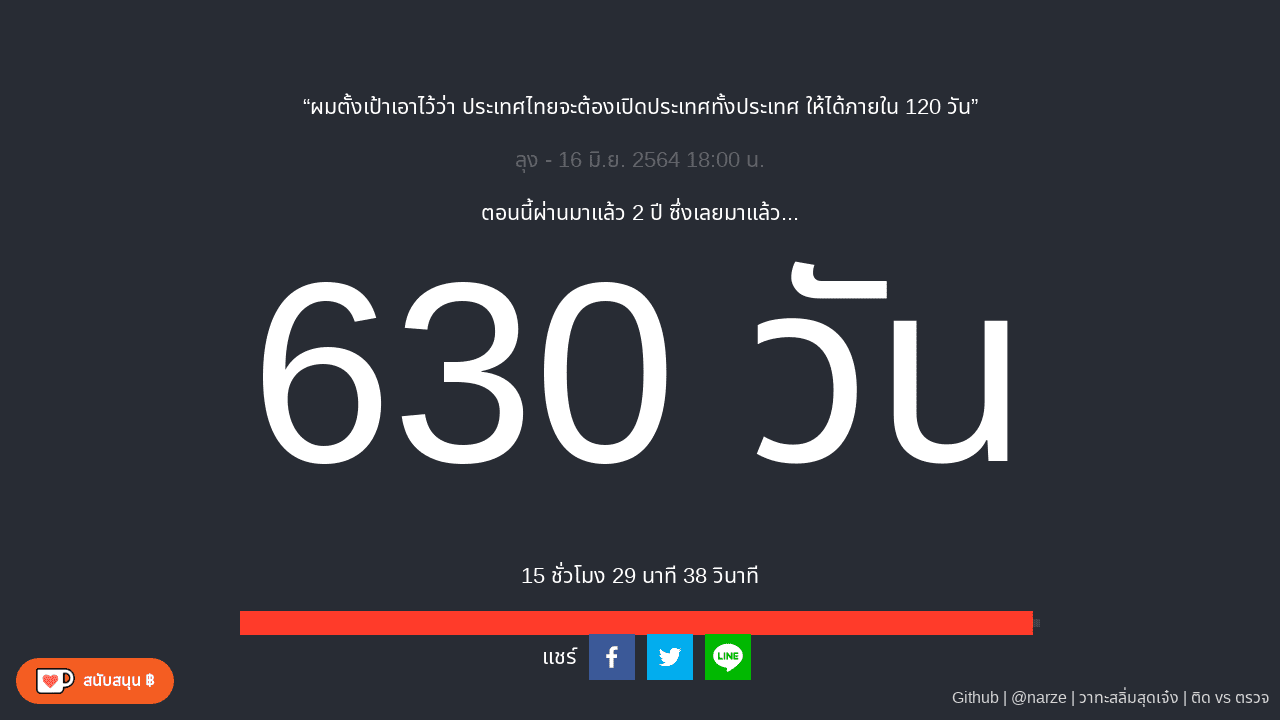 “ผมตั้งเป้าเอาไว้ว่า ประเทศไทยจะต้องเปิดประเทศทั้งประเทศ ให้ได้ภายใน 120 วัน”
ลุง - 16 มิ.ย. 2564 18:00 น.
ตอนนี้ผ่านมาแล้ว 2 ปี ซึ่งเลยมาแล้ว...
630 วัน
15 ชั่วโมง 29 นาที 38 วินาที
แชร์
LINE
สนับสนุน ฿
Github | @narze | วาทะสลิ่มสุดเจ๋ง | ติด vs ตรวจ